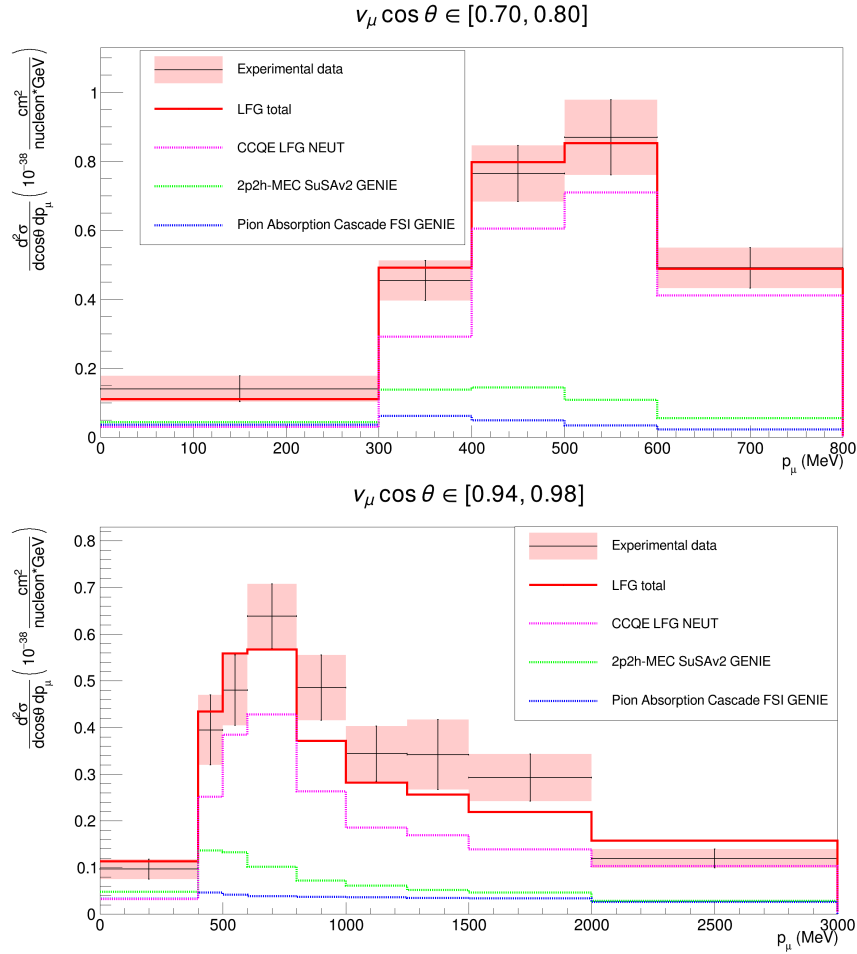 ν_μ cos θ ∈ [0.70, 0.80]
d²σ/dcosθ dp_μ (10⁻³⁸ cm²/nucleon*GeV)
Experimental data
LFG total
CCQE LFG NEUT
2p2h-MEC SuSAv2 GENIE
Pion Absorption Cascade FSI GENIE
1
0.8
0.6
0.4
0.2
0
0 100 200 300 400 500 600 700 800
p_μ (MeV)
ν_μ cos θ ∈ [0.94, 0.98]
d²σ/dcosθ dp_μ (10⁻³⁸ cm²/nucleon*GeV)
Experimental data
LFG total
CCQE LFG NEUT
2p2h-MEC SuSAv2 GENIE
Pion Absorption Cascade FSI GENIE
0.8
0.7
0.6
0.5
0.4
0.3
0.2
0.1
0
0 500 1000 1500 2000 2500 3000
p_μ (MeV)